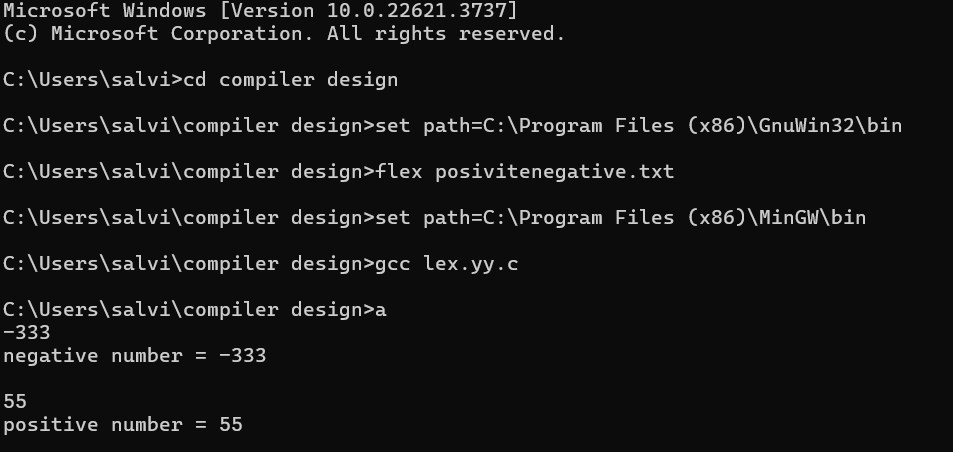 Microsoft Windows [Version 10.0.22621.3737]
(c) Microsoft Corporation. All rights reserved.
C:\Users\salvi>cd compiler design
C:\Users\salvi\compiler design>set path=C:\Program Files (x86)\GnuWin32\bin
C:\Users\salvi\compiler design>flex posivitenegative.txt
C:\Users\salvi\compiler design>set path=C:\Program Files (x86)\MinGW\bin
C:\Users\salvi\compiler design>gcc lex.yy.c
C:\Users\salvi\compiler design>a
-333
negative number = -333
55
positive number = 55